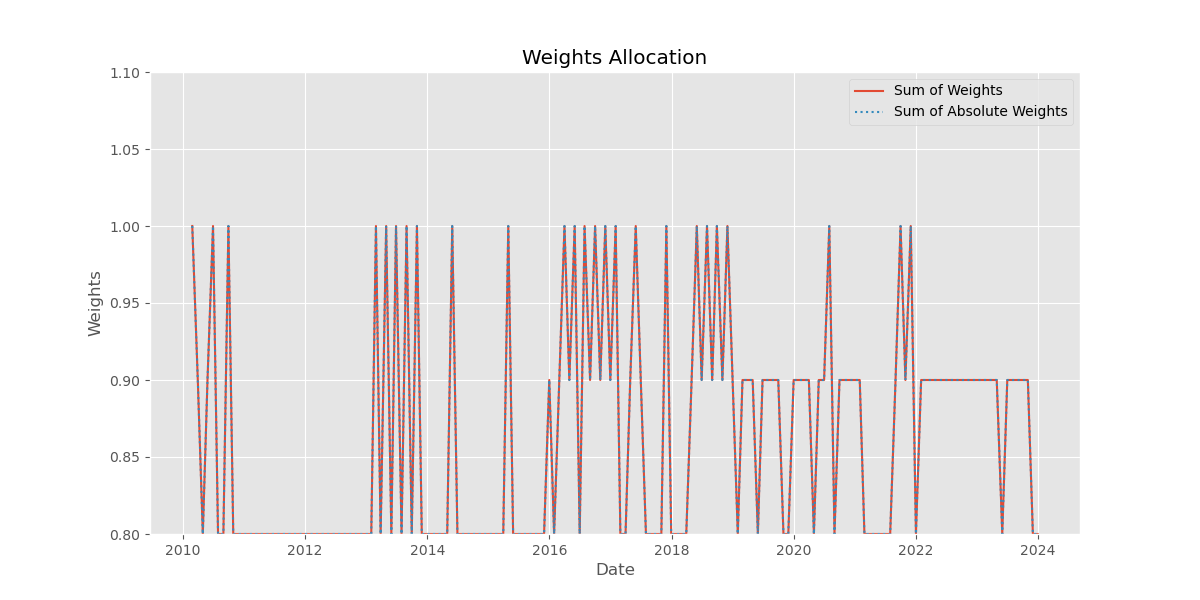 Weights Allocation
1.10
1.05
1.00
0.95
0.90
0.85
0.80
Weights
Sum of Weights
Sum of Absolute Weights
2010 2012 2014 2016 2018 2020 2022 2024
Date